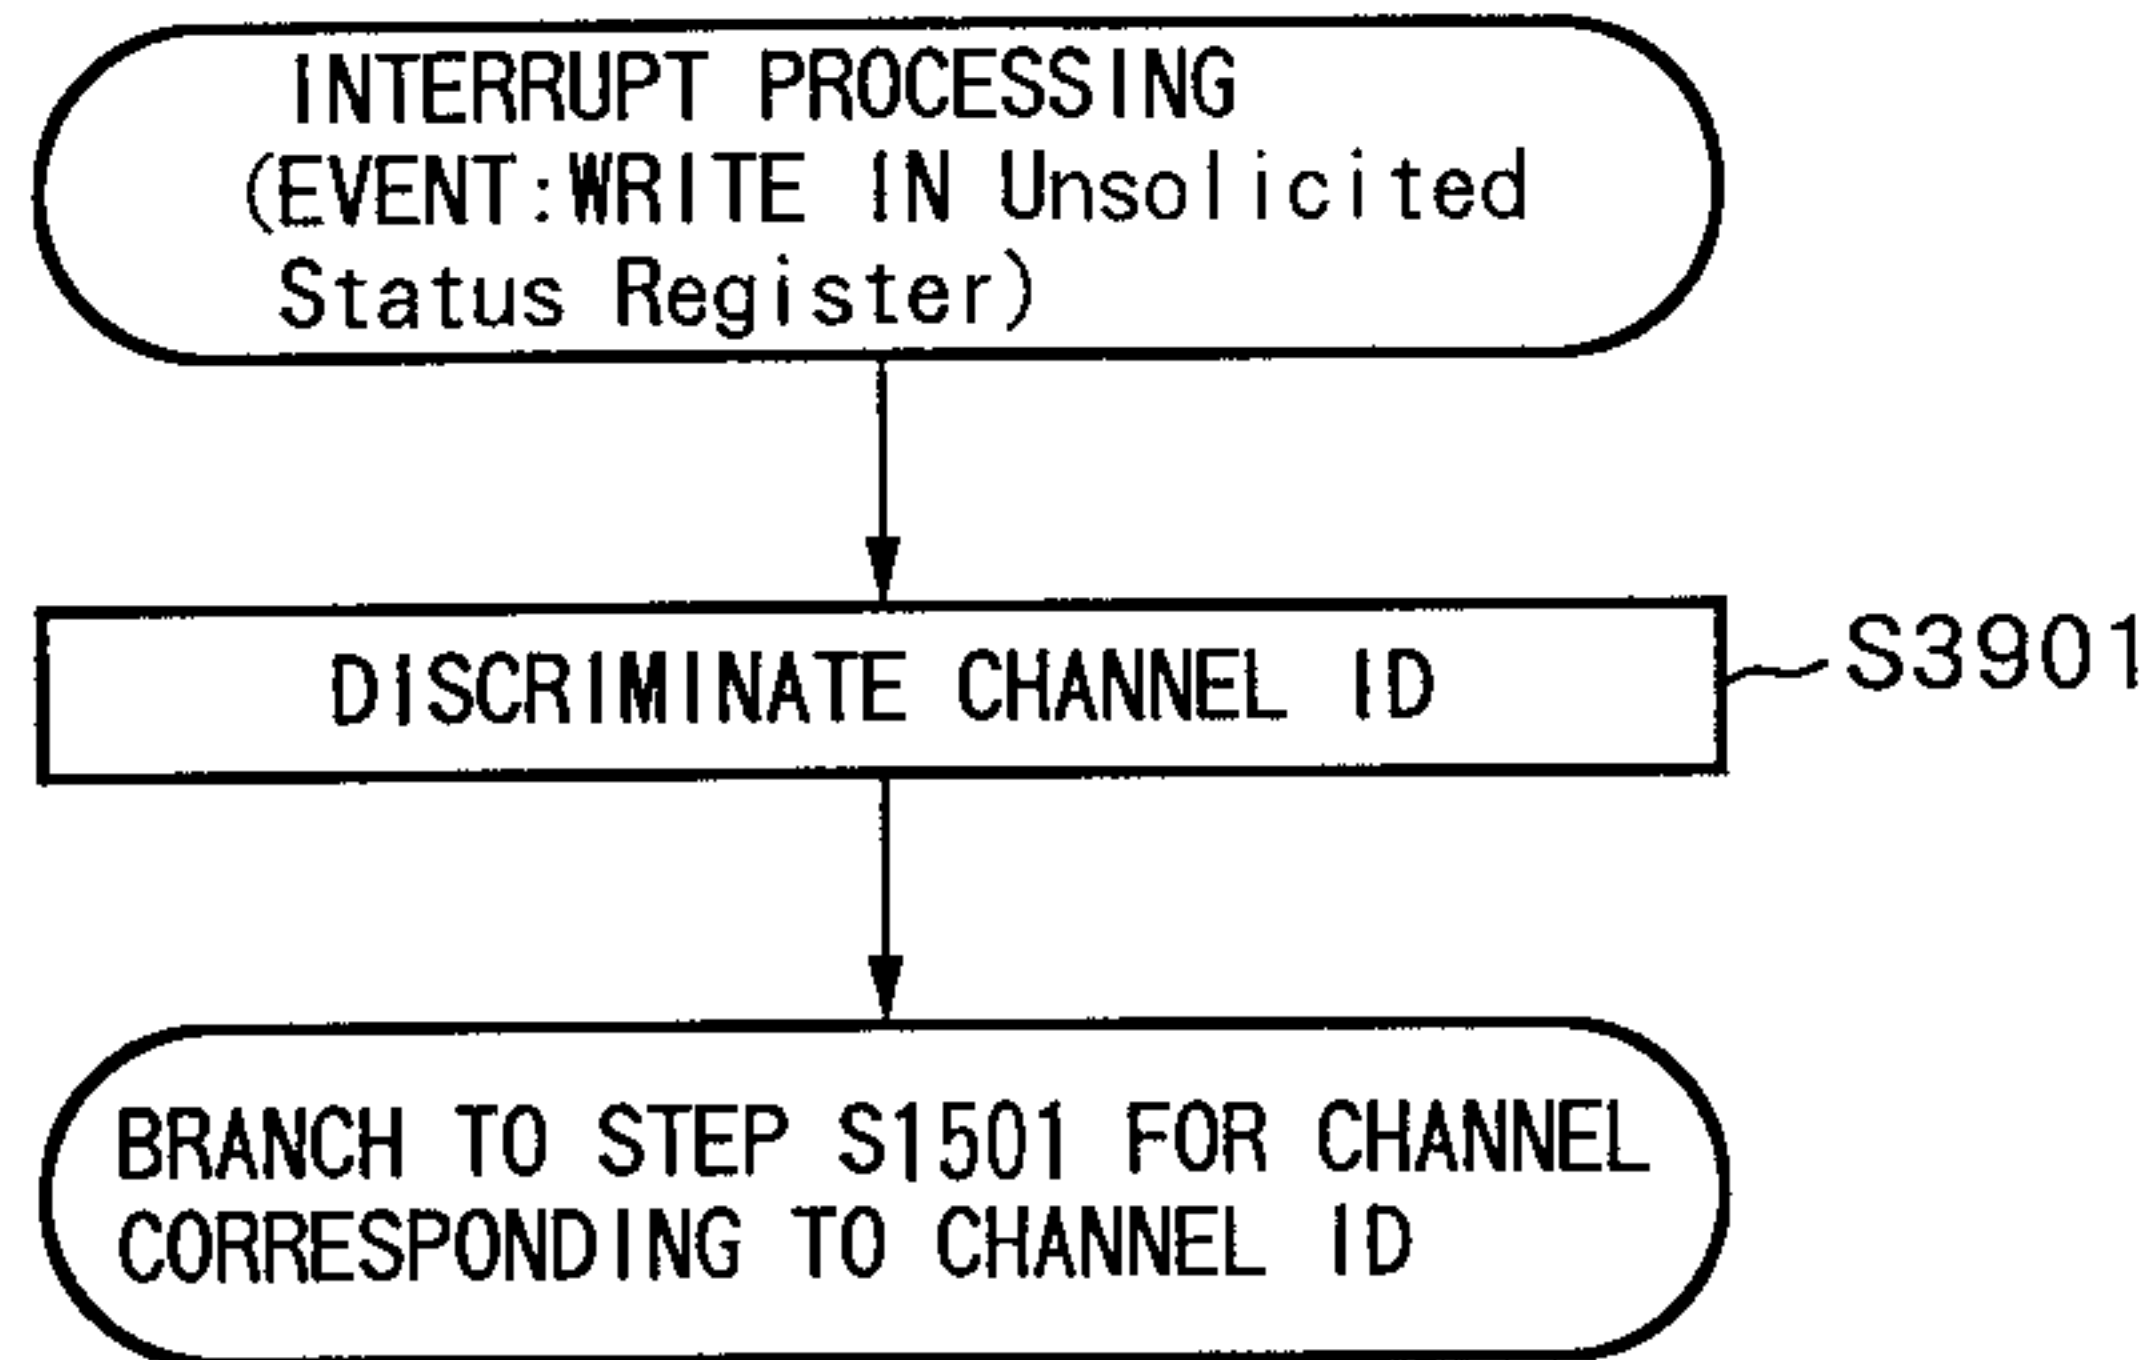 INTERRUPT PROCESSING
(EVENT:WRITE IN Unsolicited
Status Register)
DISCRIMINATE CHANNEL ID
S3901
BRANCH TO STEP S1501 FOR CHANNEL
CORRESPONDING TO CHANNEL ID